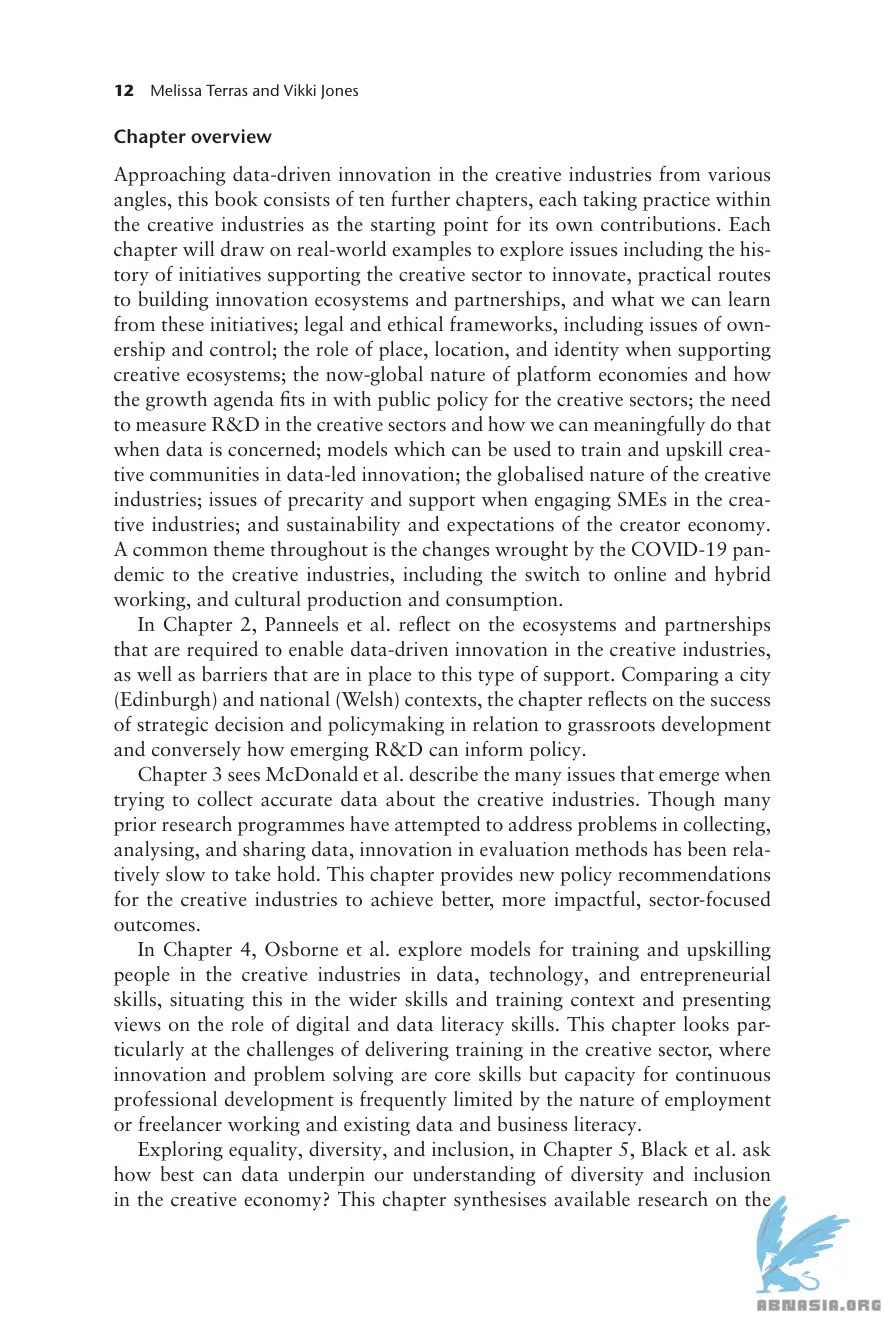 12 Melissa Terras and Vikki Jones
Chapter overview
Approaching data-driven innovation in the creative industries from various
angles, this book consists of ten further chapters, each taking practice within
the creative industries as the starting point for its own contributions. Each
chapter will draw on real-world examples to explore issues including the his-
tory of initiatives supporting the creative sector to innovate, practical routes
to building innovation ecosystems and partnerships, and what we can learn
from these initiatives; legal and ethical frameworks, including issues of own-
ership and control; the role of place, location, and identity when supporting
creative ecosystems; the now-global nature of platform economies and how
the growth agenda fits in with public policy for the creative sectors; the need
to measure R&D in the creative sectors and how we can meaningfully do that
when data is concerned; models which can be used to train and upskill crea-
tive communities in data-led innovation; the globalised nature of the creative
industries; issues of precarity and support when engaging SMEs in the crea-
tive industries; and sustainability and expectations of the creator economy.
A common theme throughout is the changes wrought by the COVID-19 pan-
demic to the creative industries, including the switch to online and hybrid
working, and cultural production and consumption.
In Chapter 2, Panneels et al. reflect on the ecosystems and partnerships
that are required to enable data-driven innovation in the creative industries,
as well as barriers that are in place to this type of support. Comparing a city
(Edinburgh) and national (Welsh) contexts, the chapter reflects on the success
of strategic decision and policymaking in relation to grassroots development
and conversely how emerging R&D can inform policy.
Chapter 3 sees McDonald et al. describe the many issues that emerge when
trying to collect accurate data about the creative industries. Though many
prior research programmes have attempted to address problems in collecting,
analysing, and sharing data, innovation in evaluation methods has been rela-
tively slow to take hold. This chapter provides new policy recommendations
for the creative industries to achieve better, more impactful, sector-focused
outcomes.
In Chapter 4, Osborne et al. explore models for training and upskilling
people in the creative industries in data, technology, and entrepreneurial
skills, situating this in the wider skills and training context and presenting
views on the role of digital and data literacy skills. This chapter looks par-
ticularly at the challenges of delivering training in the creative sector, where
innovation and problem solving are core skills but capacity for continuous
professional development is frequently limited by the nature of employment
or freelancer working and existing data and business literacy.
Exploring equality, diversity, and inclusion, in Chapter 5, Black et al. ask
how best can data underpin our understanding of diversity and inclusion
in the creative economy? This chapter synthesises available research on the
ABNASIA.ORG